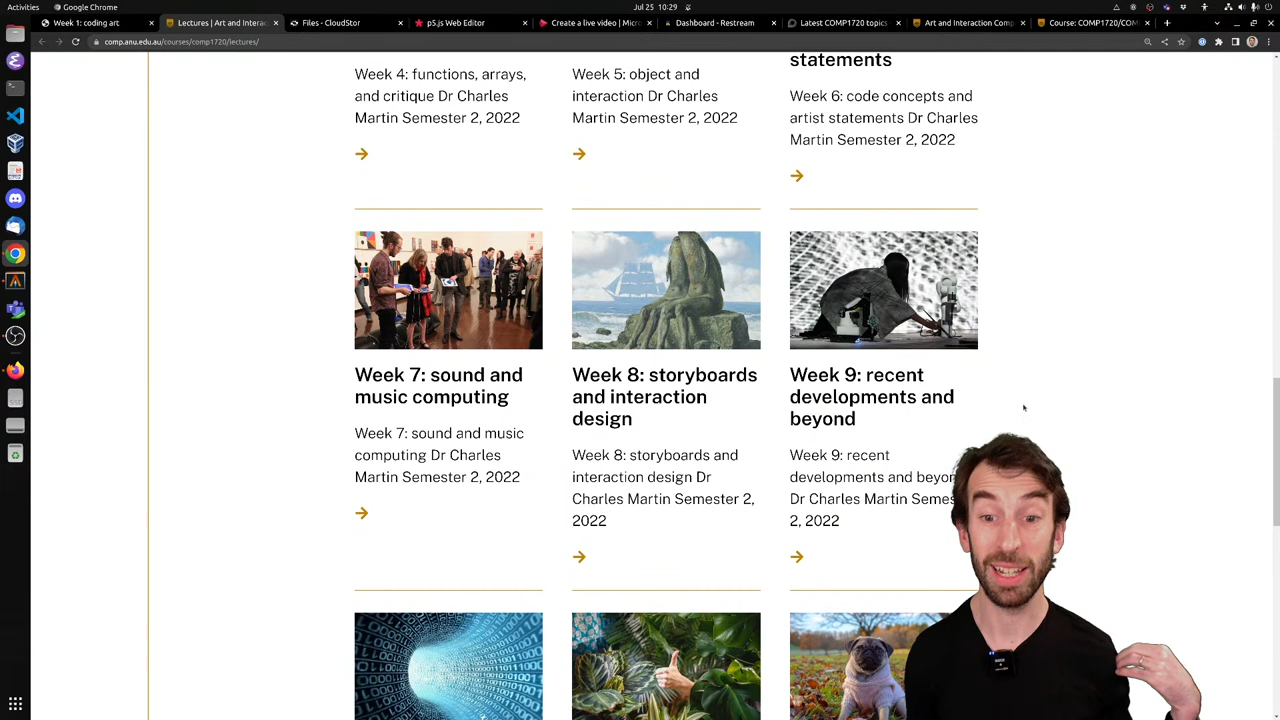 Activities
Google Chrome
Jul 25 10:29
Week 1: coding art
Lectures | Art and Interac
Files - CloudStor
p5.js Web Editor
Create a live video | Micro
Dashboard - Restream
Latest COMP1720 topics
Art and Interaction Comp
Course: COMP1720/COM
comp.anu.edu.au/courses/comp1720/lectures/
statements
Week 4: functions, arrays,
and critique Dr Charles
Martin Semester 2, 2022
Week 5: object and
interaction Dr Charles
Martin Semester 2, 2022
Week 6: code concepts and
artist statements Dr Charles
Martin Semester 2, 2022
Week 7: sound and
music computing
Week 7: sound and music
computing Dr Charles
Martin Semester 2, 2022
Week 8: storyboards
and interaction
design
Week 8: storyboards and
interaction design Dr
Charles Martin Semester 2,
2022
Week 9: recent
developments and
beyond
Week 9: recent
developments and beyon
Dr Charles Martin Semes
2, 2022